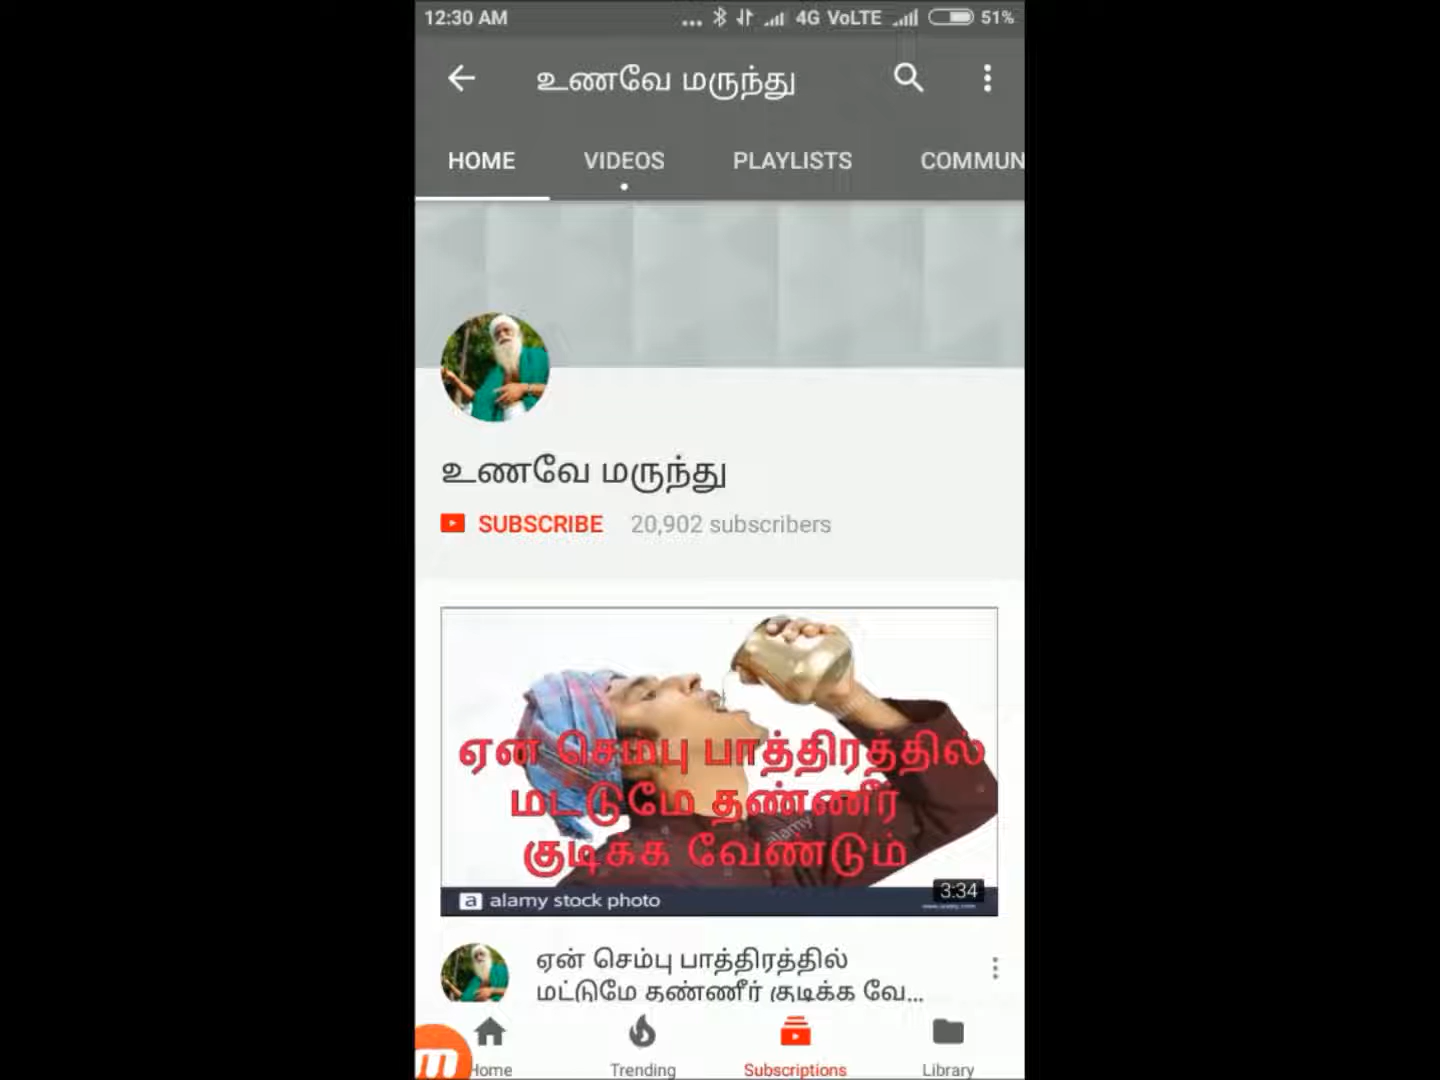 12:30 AM
... 4G VoLTE 51%
உணவே மருந்து
HOME VIDEOS PLAYLISTS COMMUN
உணவே மருந்து
SUBSCRIBE 20,902 subscribers
ஏன் செம்பு பாத்திரத்தில்
மட்டுமே தண்ணீர்
குடிக்க வேண்டும்
alamy
a alamy stock photo
3:34
ஏன் செம்பு பாத்திரத்தில்
மட்டுமே தண்ணீர் குடிக்க வே...
Home Trending Subscriptions Library